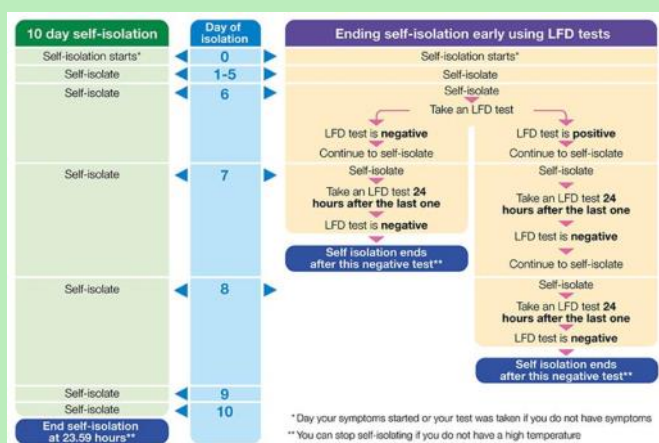 10 day self-isolation
Day of
isolation
Ending self-isolation early using LFD tests
Self-isolation starts*
0
Self-isolation starts*
Self-isolate
1-5
Self-isolate
Self-isolate
6
Self-isolate
Take an LFD test
LFD test is negative
LFD test is positive
Continue to self-isolate
Continue to self-isolate
Self-isolate
7
Self-isolate
Self-isolate
Take an LFD test 24
hours after the last one
Take an LFD test 24
hours after the last one
LFD test is negative
LFD test is negative
Self isolation ends
after this negative test**
Continue to self-isolate
Self-isolate
8
Self-isolate
Take an LFD test 24
hours after the last one
LFD test is negative
Self isolation ends
after this negative test**
Self-isolate
9
Self-isolate
10
End self-isolation
at 23.59 hours**
* Day your symptoms started or your test was taken if you do not have symptoms
** You can stop self-isolating if you do not have a high temperature